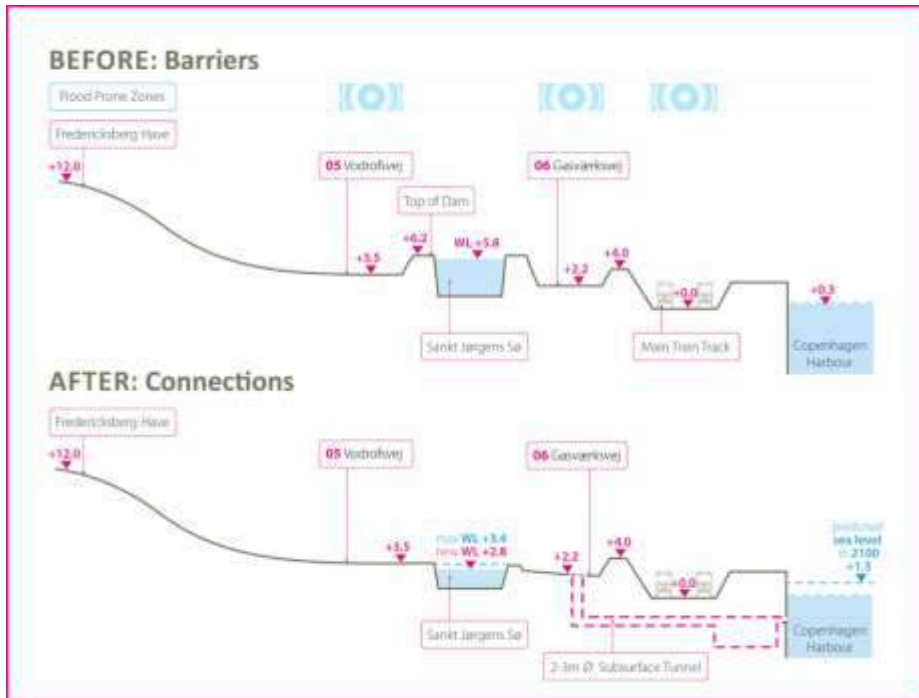 BEFORE: Barriers
Flood Prone Zones
Fredericksberg Have
+12.0
05 Vodrofsvej
06 Gasværksvej
Top of Dam
+3.5
+6.2
WL +5.8
+2.2
+4.0
+0.0
+0.3
Sankt Jørgens Sø
Main Train Track
Copenhagen
Harbour
AFTER: Connections
Fredericksberg Have
+12.0
05 Vodrofsvej
06 Gasværksvej
+3.5
max WL +3.4
new WL +2.8
+2.2
+4.0
+0.0
predicted
sea level
in 2100
+1.3
Sankt Jørgens Sø
2-3m Ø Subsurface Tunnel
Copenhagen
Harbour